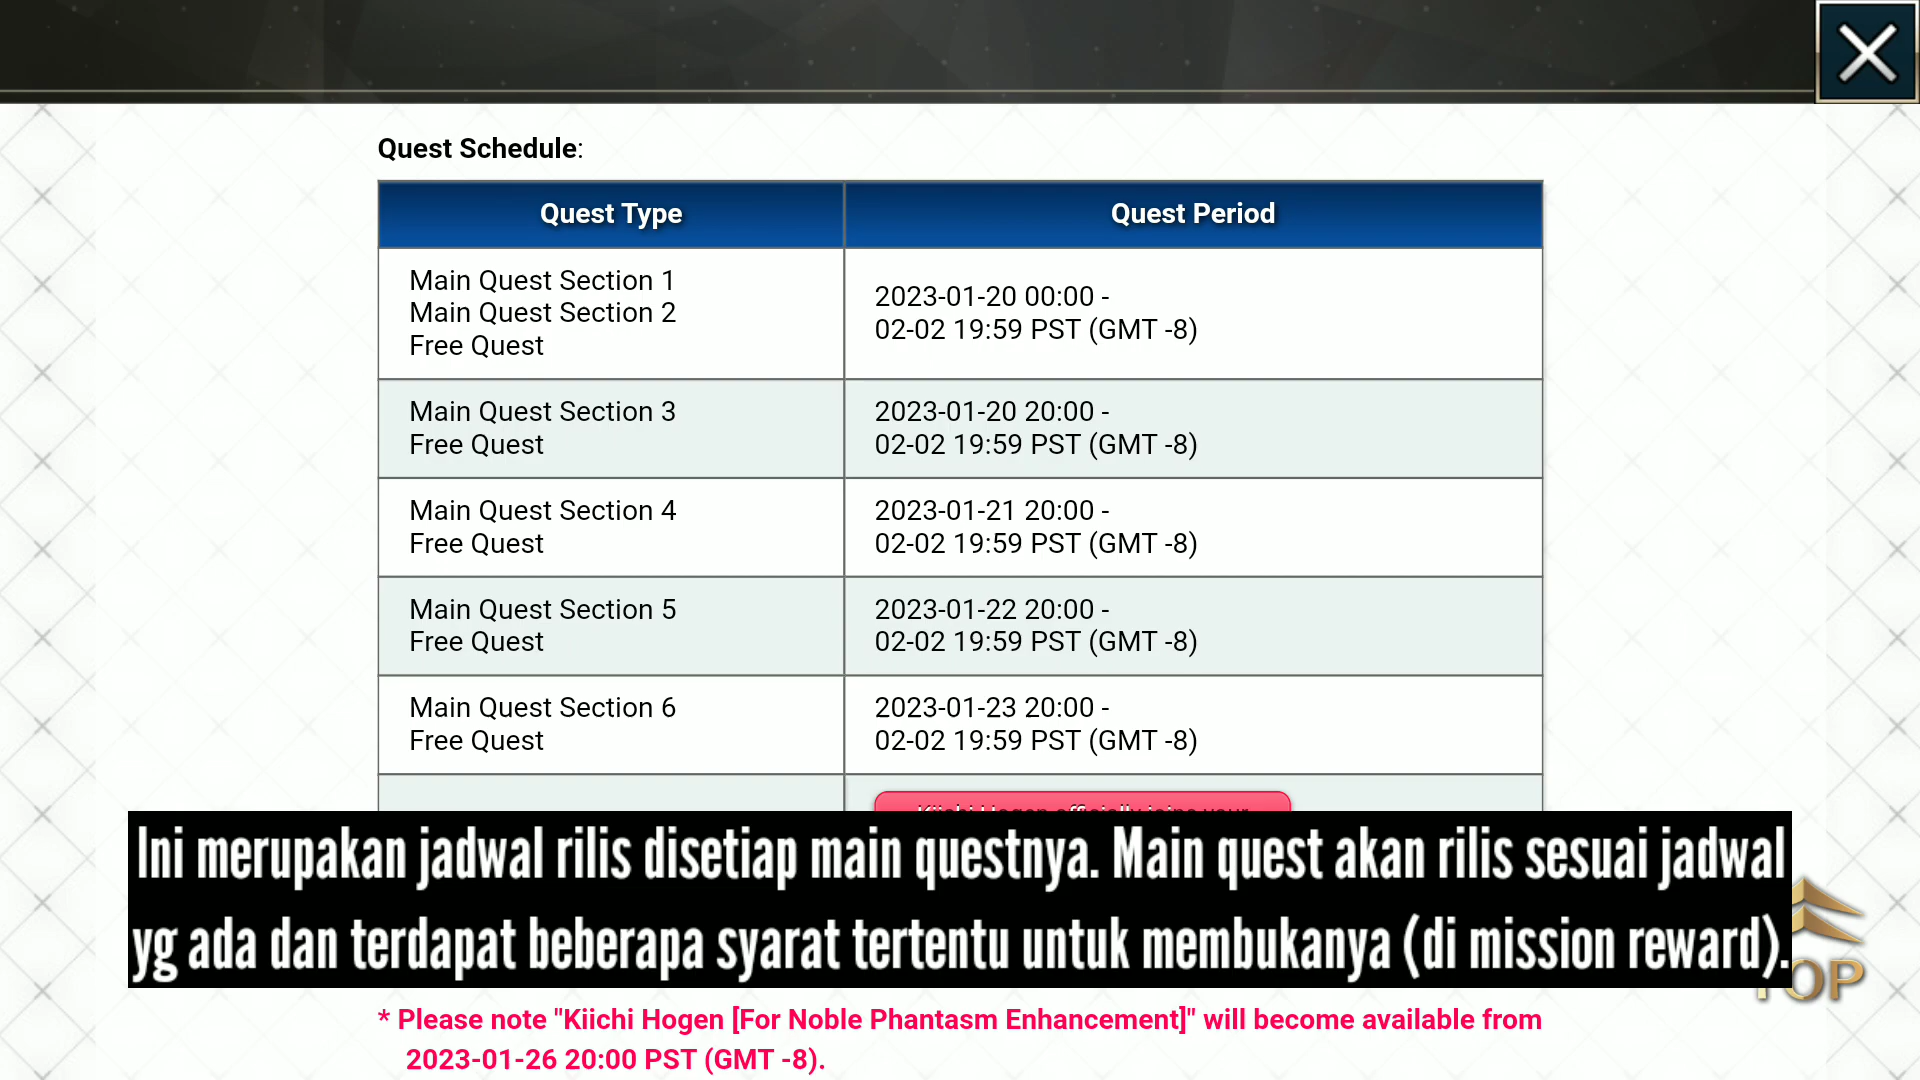 Quest Schedule:
Quest Type
Quest Period
Main Quest Section 1
Main Quest Section 2
Free Quest
2023-01-20 00:00 -
02-02 19:59 PST (GMT -8)
Main Quest Section 3
Free Quest
2023-01-20 20:00 -
02-02 19:59 PST (GMT -8)
Main Quest Section 4
Free Quest
2023-01-21 20:00 -
02-02 19:59 PST (GMT -8)
Main Quest Section 5
Free Quest
2023-01-22 20:00 -
02-02 19:59 PST (GMT -8)
Main Quest Section 6
Free Quest
2023-01-23 20:00 -
02-02 19:59 PST (GMT -8)
Kiichi Hogen officially joins your
Ini merupakan jadwal rilis disetiap main questnya. Main quest akan rilis sesuai jadwal
yg ada dan terdapat beberapa syarat tertentu untuk membukanya (di mission reward).
TOP
* Please note "Kiichi Hogen [For Noble Phantasm Enhancement]" will become available from
2023-01-26 20:00 PST (GMT -8).